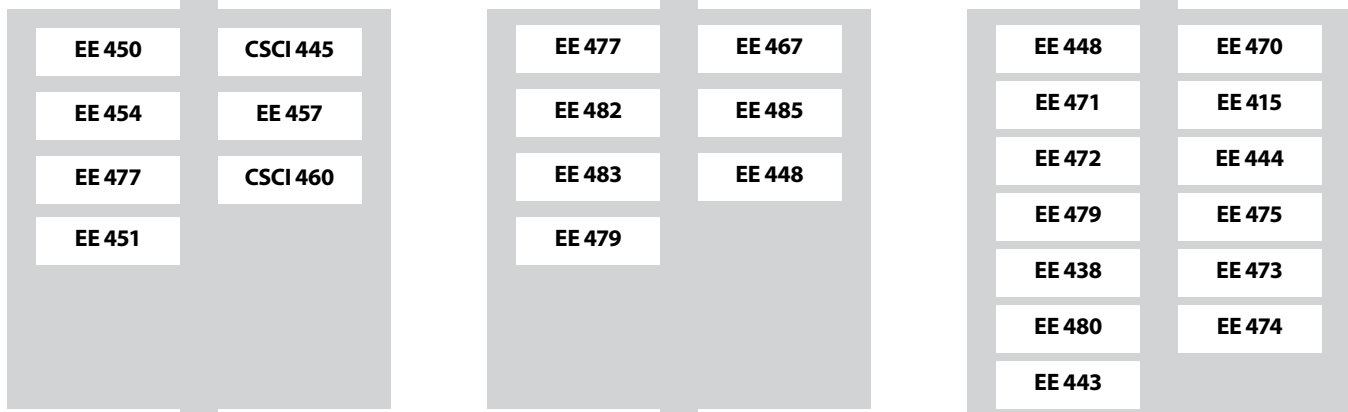 EE 450
CSCI 445
EE 454
EE 457
EE 477
CSCI 460
EE 451
EE 477
EE 467
EE 482
EE 485
EE 483
EE 448
EE 479
EE 448
EE 470
EE 471
EE 415
EE 472
EE 444
EE 479
EE 475
EE 438
EE 473
EE 480
EE 474
EE 443